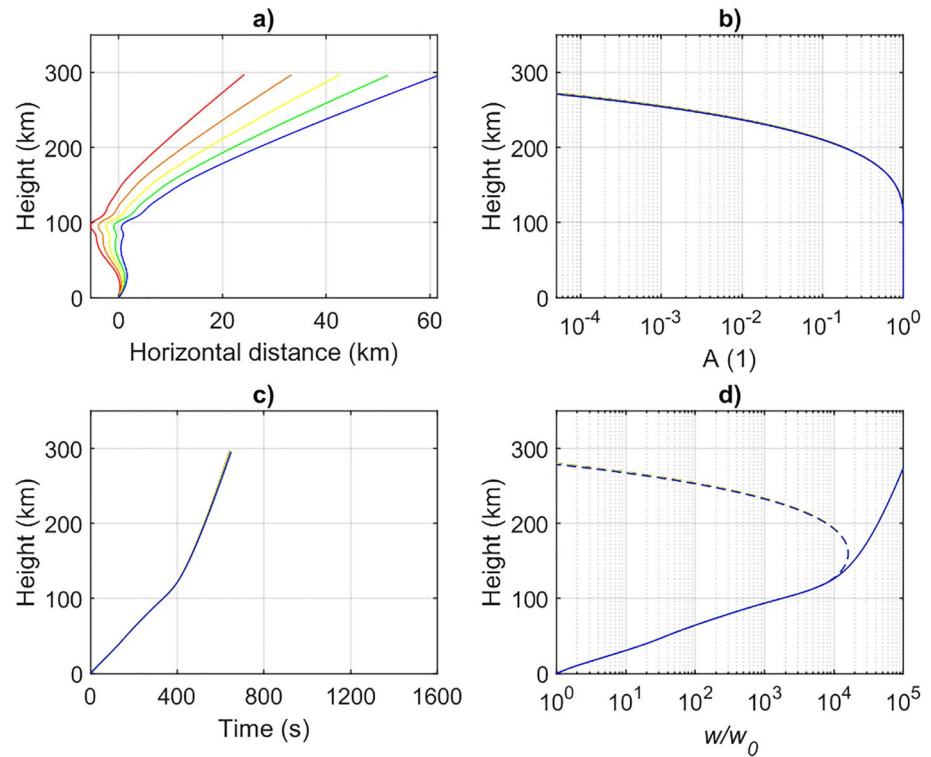 a)
Height (km)
300
200
100
0
0 20 40 60
Horizontal distance (km)
b)
Height (km)
300
200
100
0
10^-4 10^-3 10^-2 10^-1 10^0
A (1)
c)
Height (km)
300
200
100
0
0 400 800 1200 1600
Time (s)
d)
Height (km)
300
200
100
0
10^0 10^1 10^2 10^3 10^4 10^5
w/w_0